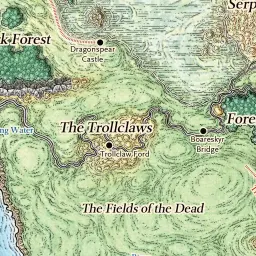 Serp
k Forest
Dragonspear
Castle
Fore
The Trollclaws
ng Water
Boareskyr
Bridge
Trollclaw Ford
The Fields of the Dead